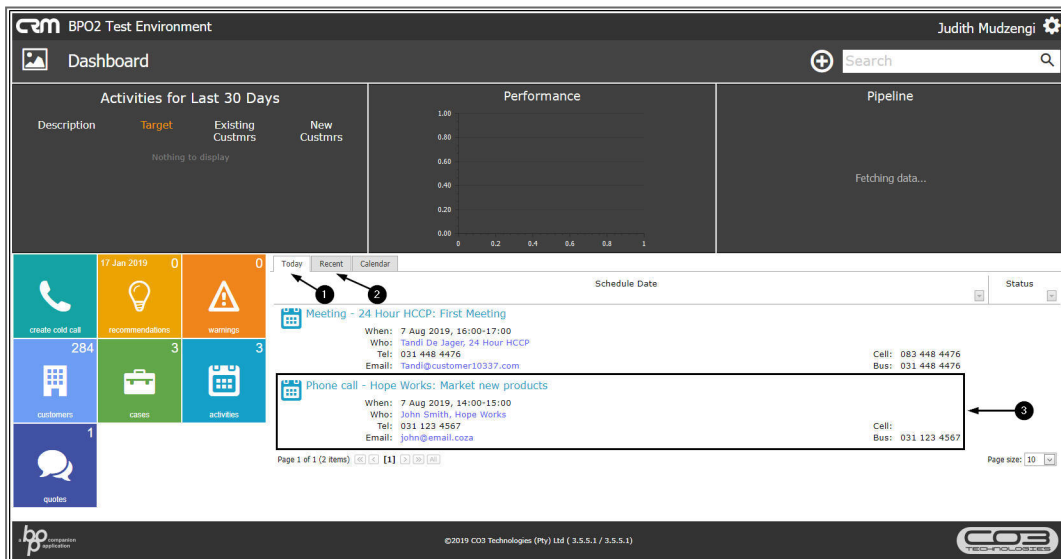 CRM BPO2 Test Environment
Judith Mudzengi
Dashboard
Search
Activities for Last 30 Days
Description Target Existing Custmrs New Custmrs
Nothing to display
Performance
1.00
0.80
0.60
0.40
0.20
0.00
0 0.2 0.4 0.6 0.8 1
Pipeline
Fetching data...
create cold call
17 Jan 2019 0
recommendations
0
warnings
284
customers
3
cases
3
activities
1
quotes
Today Recent Calendar
1
2
Schedule Date Status
Meeting - 24 Hour HCCP: First Meeting
When: 7 Aug 2019, 16:00-17:00
Who: Tandi De Jager, 24 Hour HCCP
Tel: 031 448 4476 Cell: 083 448 4476
Email: Tandi@customer10337.com Bus: 031 448 4476
Phone call - Hope Works: Market new products
When: 7 Aug 2019, 14:00-15:00
Who: John Smith, Hope Works
3
Tel: 031 123 4567 Cell:
Email: john@email.coza Bus: 031 123 4567
Page 1 of 1 (2 items) [1] All Page size: 10
a bp companion application
©2019 CO3 Technologies (Pty) Ltd ( 3.5.5.1 / 3.5.5.1)
CO3 TECHNOLOGIES